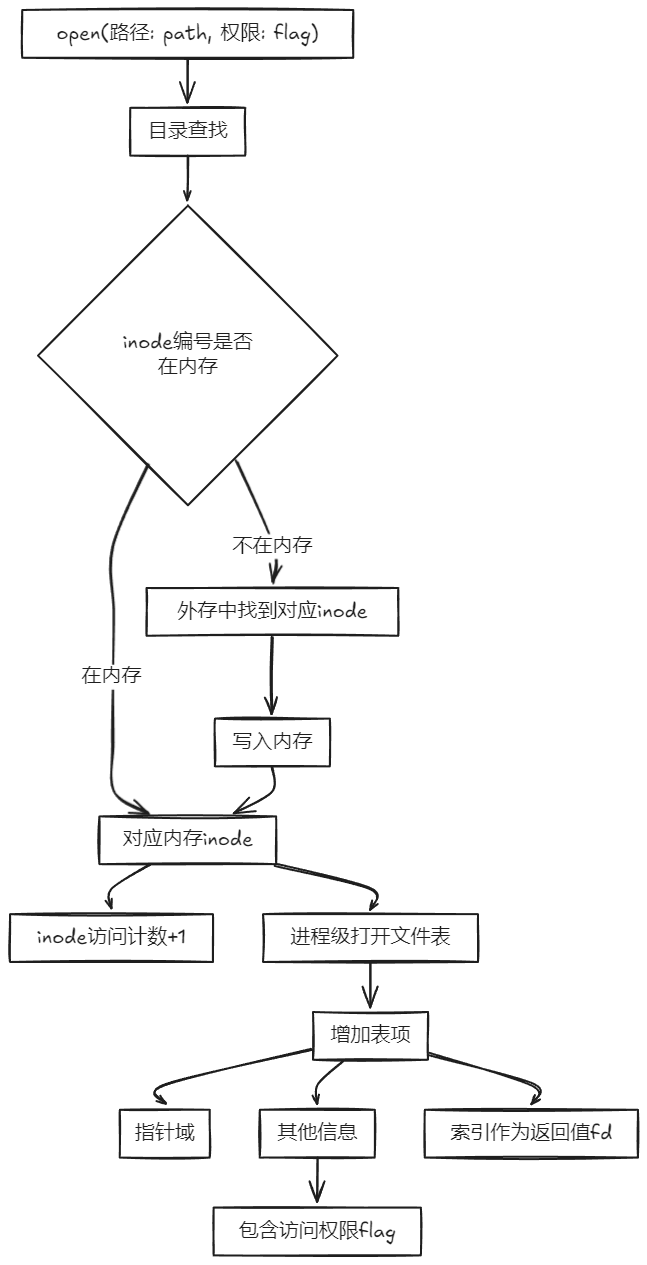 open(路径: path, 权限: flag)
目录查找
inode编号是否
在内存
不在内存
外存中找到对应inode
在内存
写入内存
对应内存inode
inode访问计数+1
进程级打开文件表
增加表项
指针域
其他信息
索引作为返回值fd
包含访问权限flag